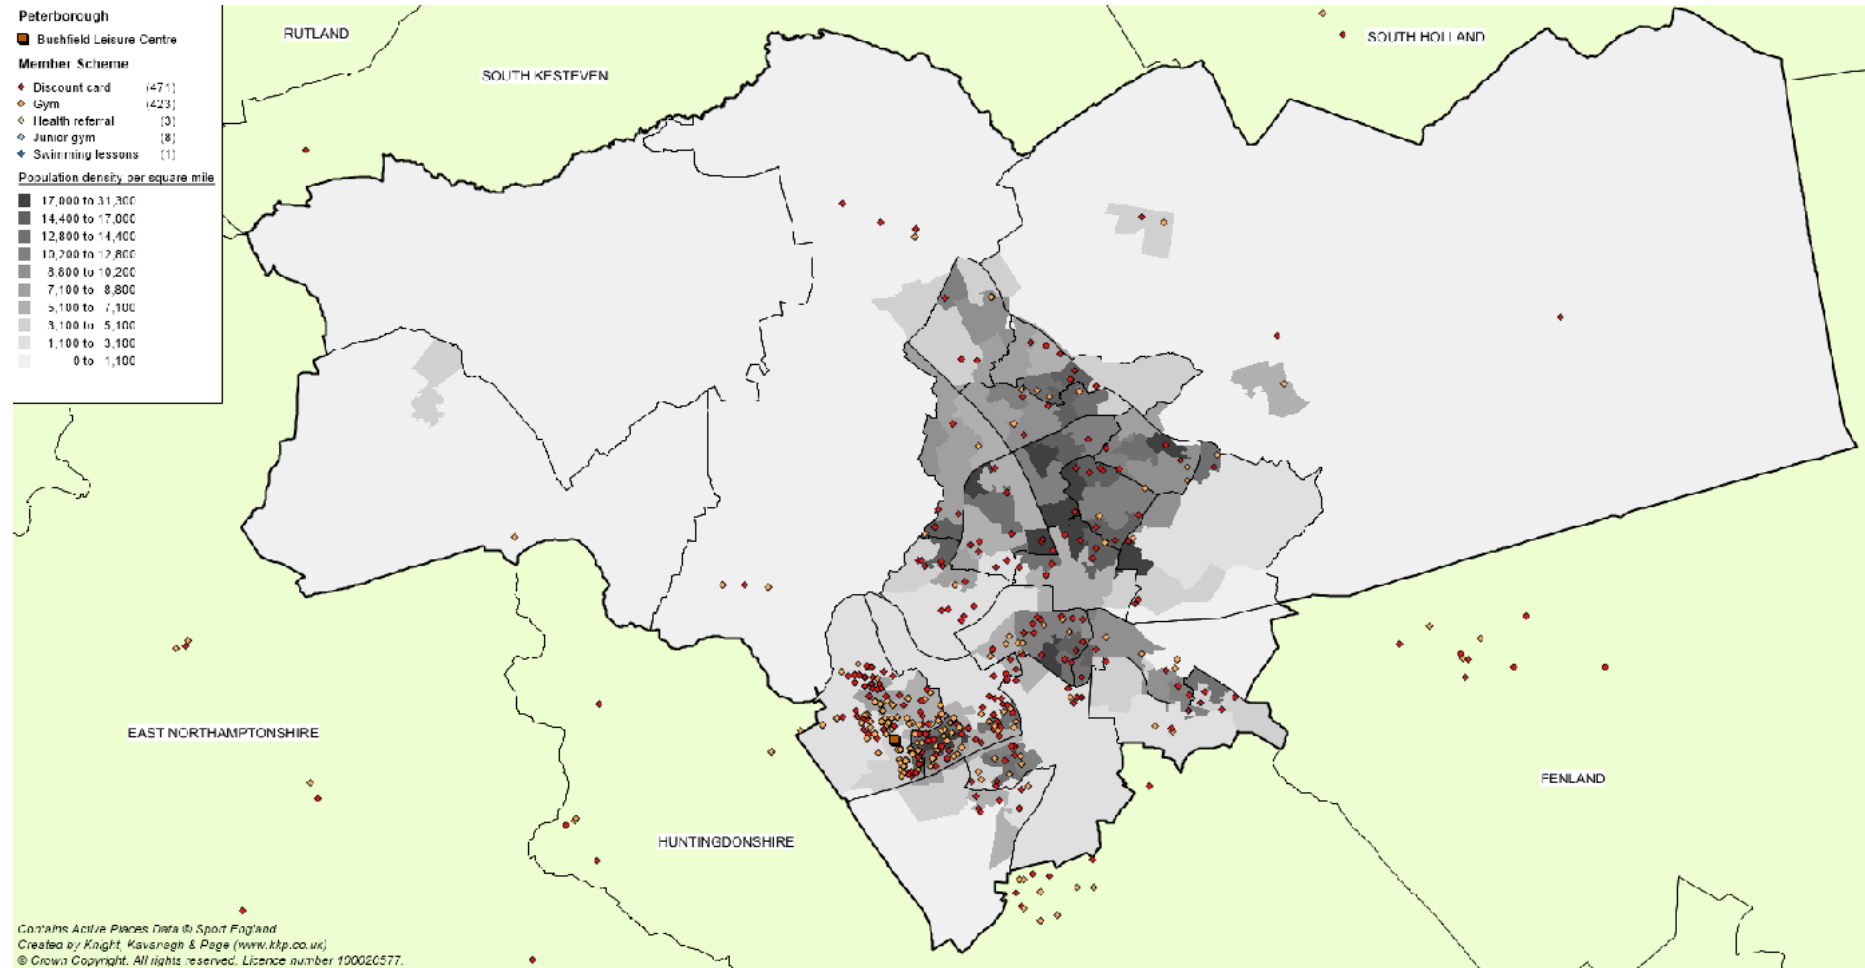 Peterborough
Bushfield Leisure Centre
Member Scheme
Discount card (471)
Gym (423)
Health referral (3)
Junior gym (8)
Swimming lessons (1)
Population density per square mile
17,000 to 31,300
14,400 to 17,000
12,800 to 14,400
10,200 to 12,800
8,800 to 10,200
7,100 to 8,800
5,100 to 7,100
3,100 to 5,100
1,100 to 3,100
0 to 1,100
RUTLAND
SOUTH KESTEVEN
SOUTH HOLLAND
EAST NORTHAMPTONSHIRE
HUNTINGDONSHIRE
FENLAND
Contains Active Places Data © Sport England
Created by Knight, Kavanagh & Page (www.kkp.co.uk)
© Crown Copyright. All rights reserved. Licence number 100020577.